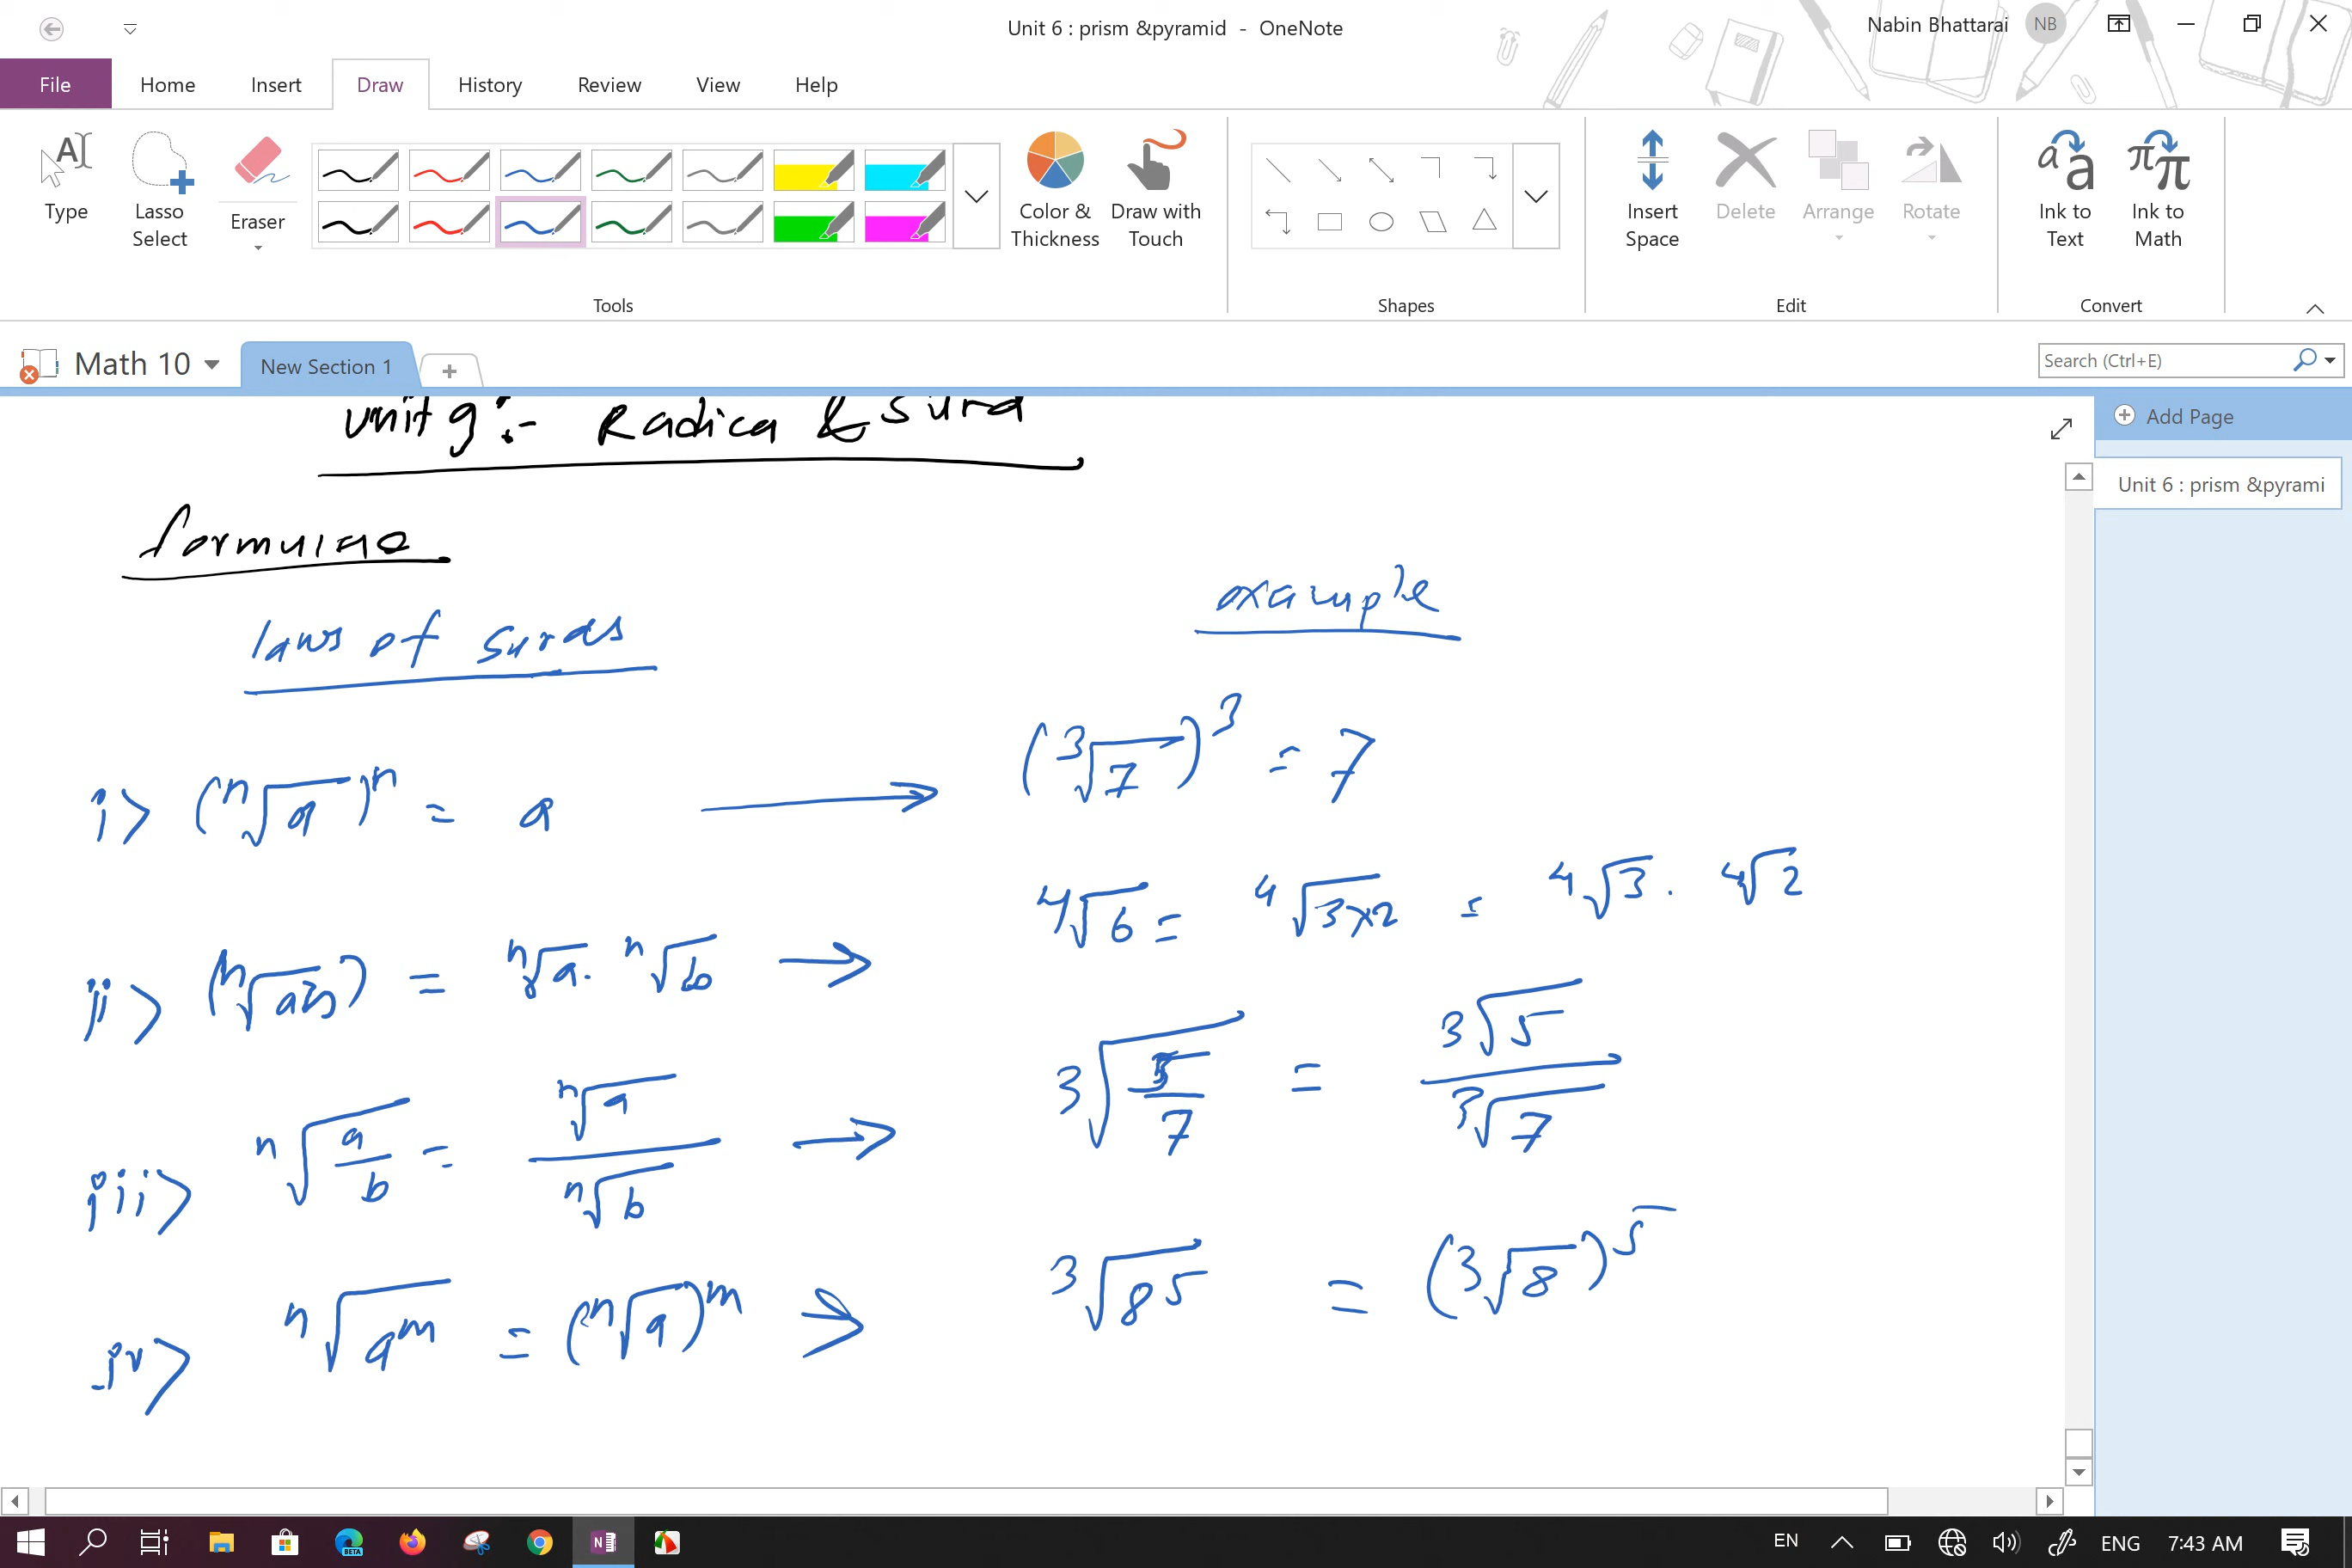 Unit 6 : prism &pyramid - OneNote
Nabin Bhattarai NB
File Home Insert Draw History Review View Help
Type
Lasso Select
Eraser
Color & Thickness
Draw with Touch
Insert Space
Delete
Arrange
Rotate
Ink to Text
Ink to Math
Tools Shapes Edit Convert
Math 10 New Section 1 +
Search (Ctrl+E)
Add Page
Unit 6 : prism &pyrami
Unit 9 :- Radica & Surd
formulae
laws of surds
example
i> (ⁿ√a)ⁿ = a → (³√7)³ = 7
ii> (ⁿ√ab) = ⁿ√a . ⁿ√b → ⁴√6 = ⁴√3×2 = ⁴√3 . ⁴√2
iii> ⁿ√(a/b) = ⁿ√a / ⁿ√b → ³√(5/7) = ³√5 / ³√7
iv> ⁿ√aᵐ = (ⁿ√a)ᵐ → ³√8⁵ = (³√8)⁵
BETA
EN ENG 7:43 AM